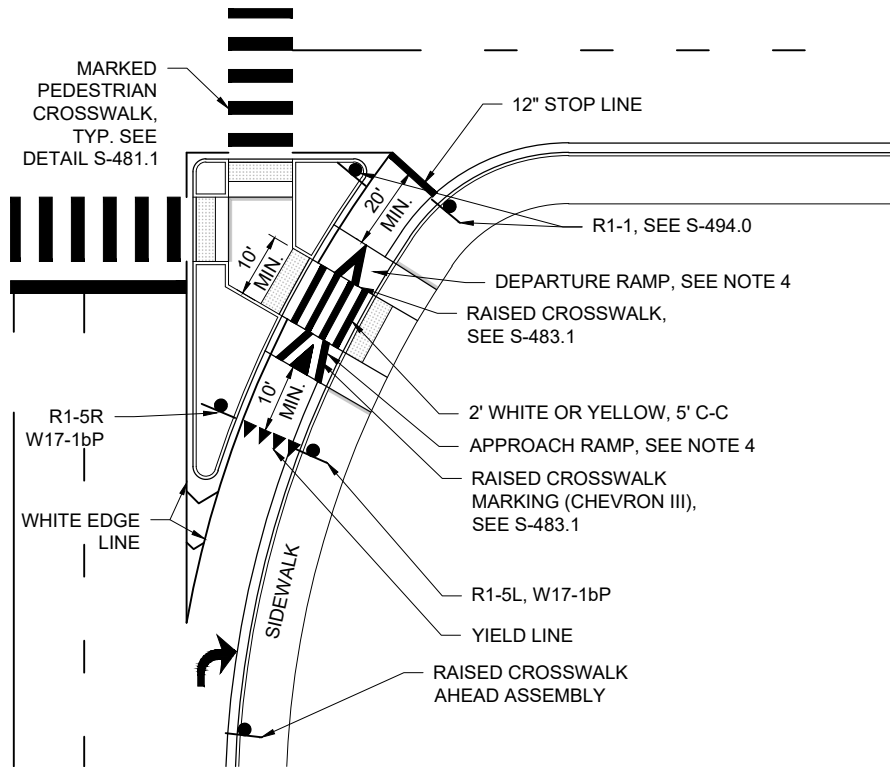 MARKED
PEDESTRIAN
CROSSWALK,
TYP. SEE
DETAIL S-481.1
12" STOP LINE
20'
MIN.
R1-1, SEE S-494.0
10'
MIN.
DEPARTURE RAMP, SEE NOTE 4
RAISED CROSSWALK,
SEE S-483.1
10'
MIN.
R1-5R
W17-1bP
2' WHITE OR YELLOW, 5' C-C
APPROACH RAMP, SEE NOTE 4
RAISED CROSSWALK
MARKING (CHEVRON III),
SEE S-483.1
WHITE EDGE
LINE
SIDEWALK
R1-5L, W17-1bP
YIELD LINE
RAISED CROSSWALK
AHEAD ASSEMBLY